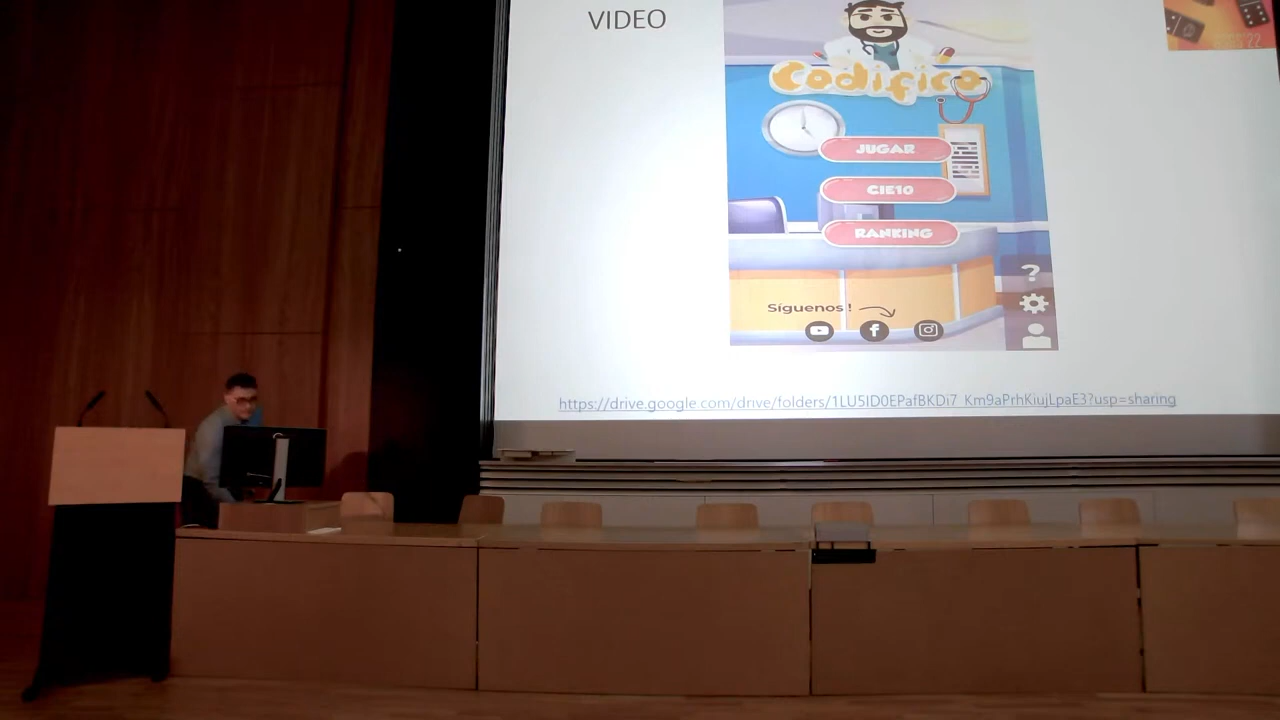 VIDEO
Codifico
JUGAR
CIE10
RANKING
?
Síguenos !
f
https://drive.google.com/drive/folders/1LU5ID0EPafBKDi7_Km9aPrhKiujLpaE3?usp=sharing